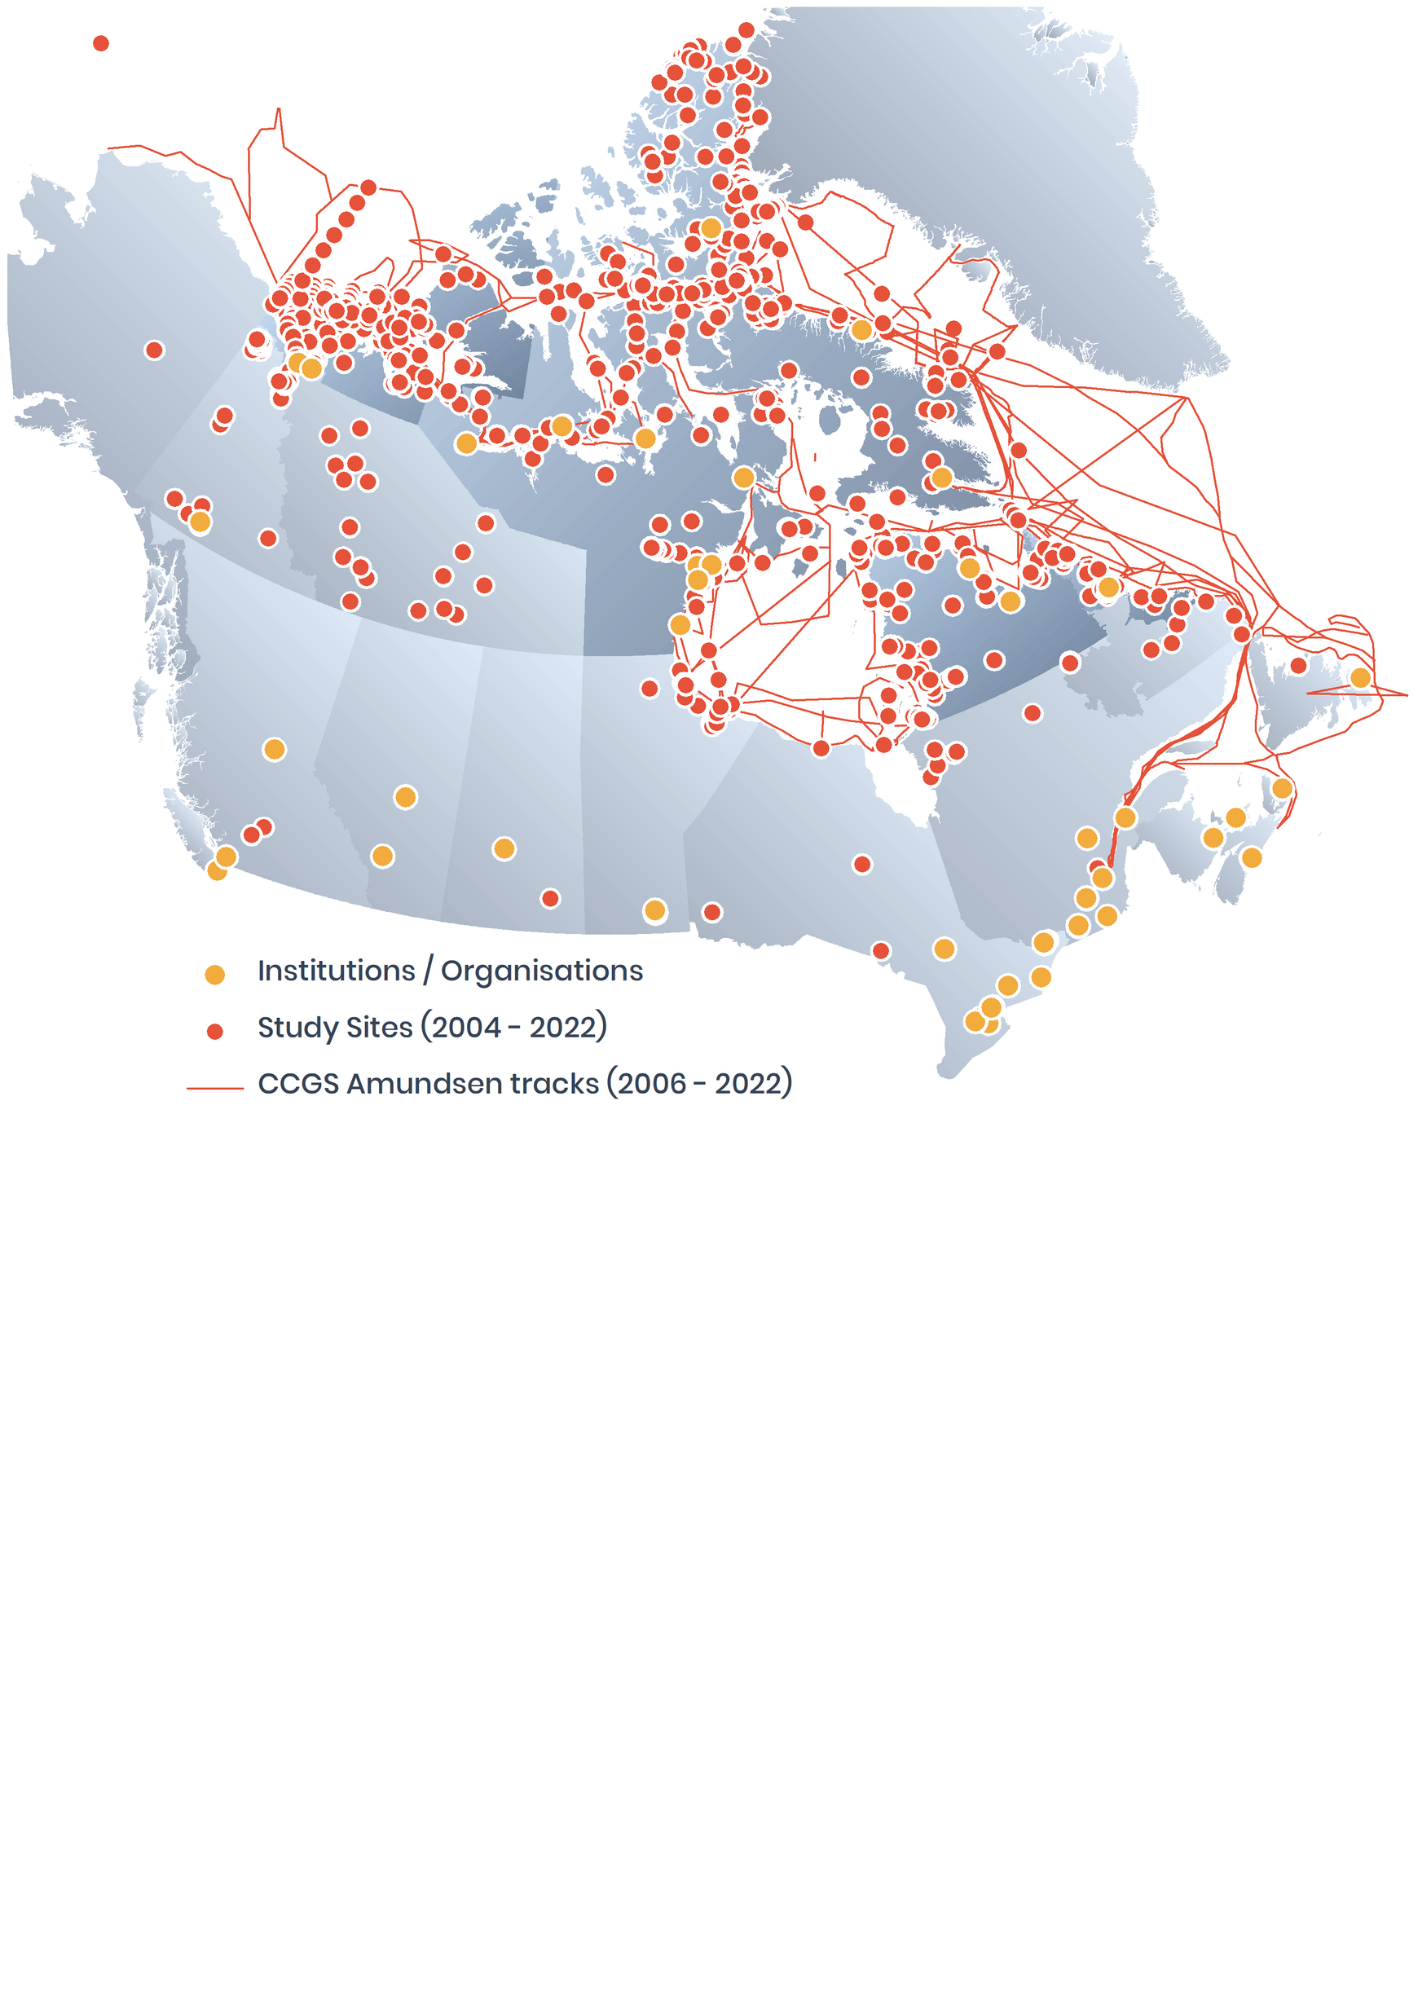 Institutions / Organisations
Study Sites (2004 - 2022)
CCGS Amundsen tracks (2006 - 2022)